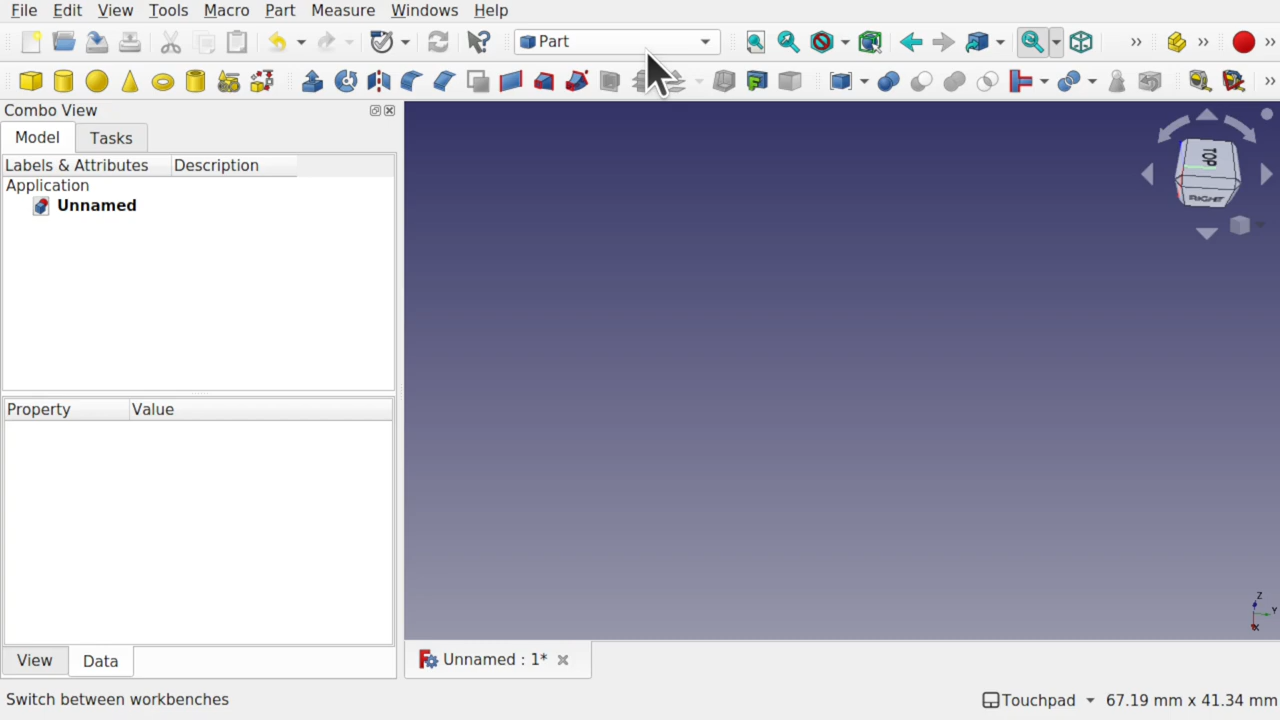 File Edit View Tools Macro Part Measure Windows Help
Part
Combo View
Model Tasks
Labels & Attributes Description
Application
Unnamed
TOP
RIGHT
Property Value
Z
Y
X
View Data
Unnamed : 1*
Switch between workbenches
Touchpad 67.19 mm x 41.34 mm